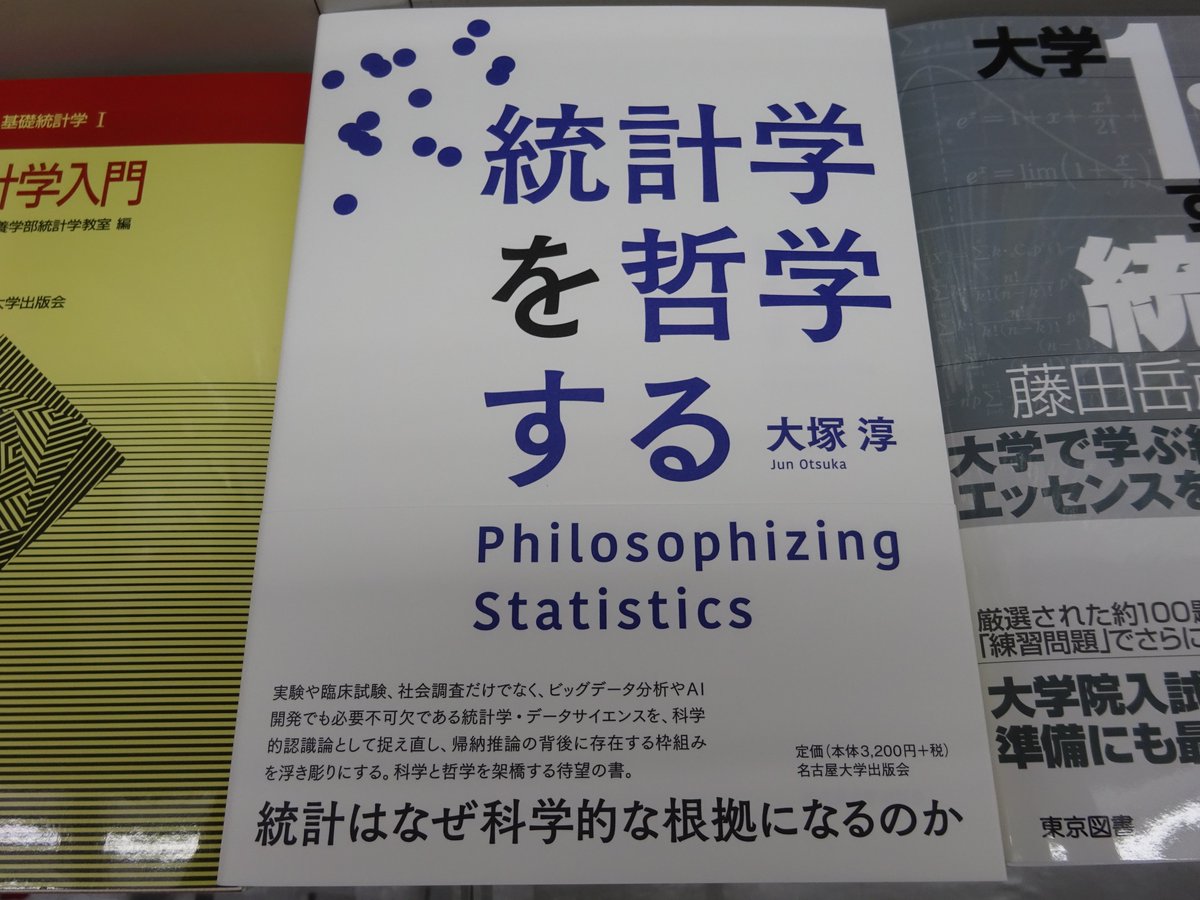 基礎統計学 I
計学入門
養学部統計学教室 編
大学出版会
統計学
を哲学
する
大塚 淳
Jun Otsuka
Philosophizing
Statistics
実験や臨床試験、社会調査だけでなく、ビッグデータ分析やAI
開発でも必要不可欠である統計学・データサイエンスを、科学
的認識論として捉え直し、帰納推論の背後に存在する枠組み
を浮き彫りにする。科学と哲学を架橋する待望の書。
定価(本体3,200円+税)
名古屋大学出版会
統計はなぜ科学的な根拠になるのか
大学1
す
統
藤田岳
大学で学ぶ
エッセンスを
厳選された約100題
「練習問題」でさらに
大学院入試
準備にも最
東京図書